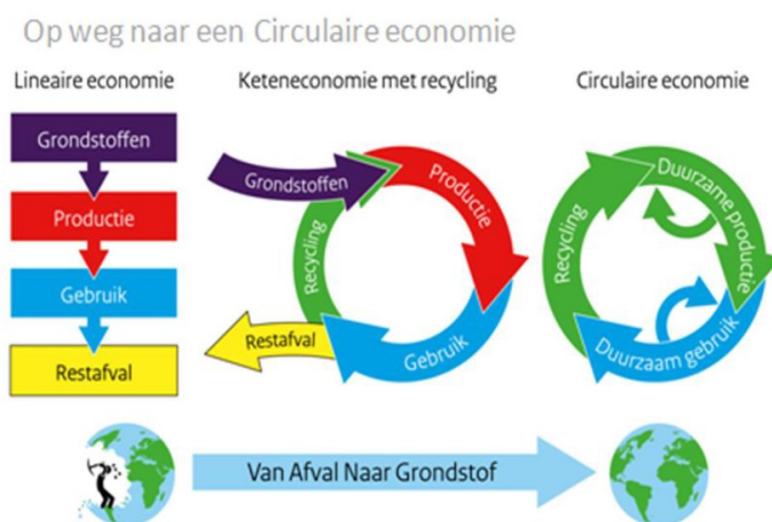 Op weg naar een Circulaire economie
Lineaire economie
Grondstoffen
Productie
Gebruik
Restafval
Keteneconomie met recycling
Grondstoffen
Productie
Gebruik
Recycling
Restafval
Circulaire economie
Duurzame productie
Duurzaam gebruik
Recycling
Van Afval Naar Grondstof